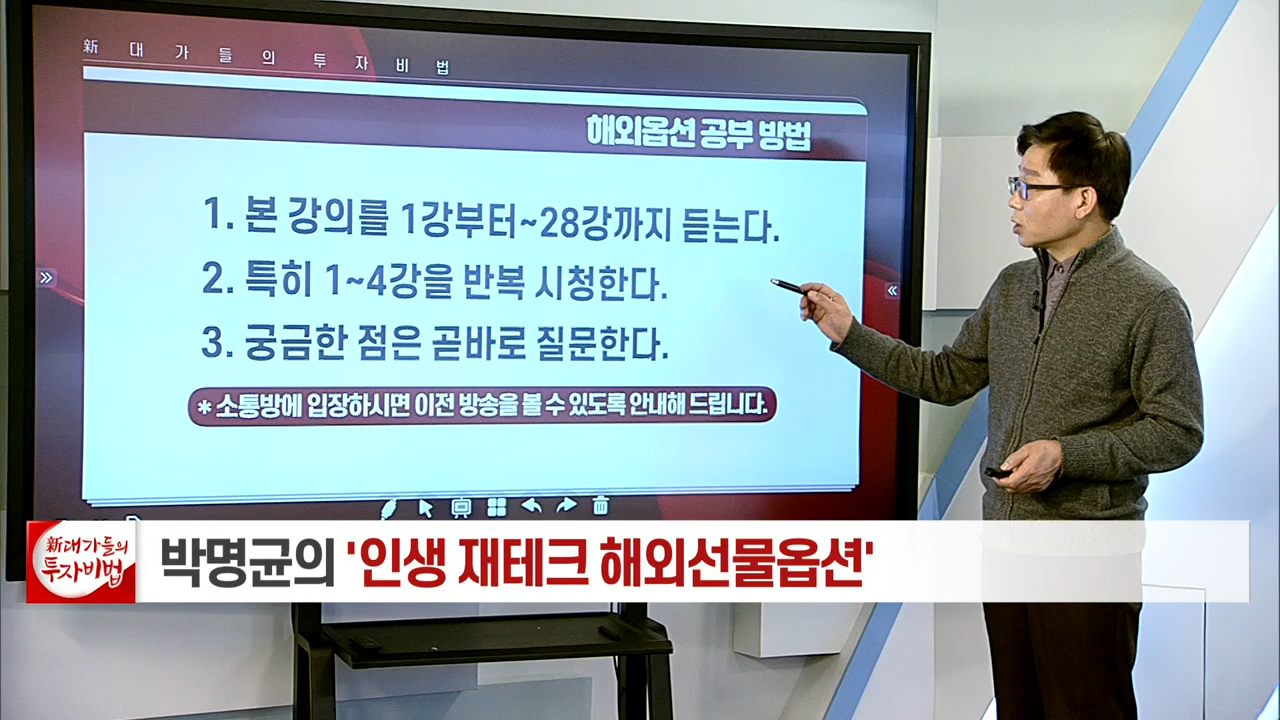 新 대가들의 투자비법
해외옵션 공부 방법
1. 본 강의를 1강부터~28강까지 듣는다.
2. 특히 1~4강을 반복 시청한다.
3. 궁금한 점은 곧바로 질문한다.
* 소통방에 입장하시면 이전 방송을 볼 수 있도록 안내해 드립니다.
新대가들의
투자비법
박명균의 '인생 재테크 해외선물옵션'